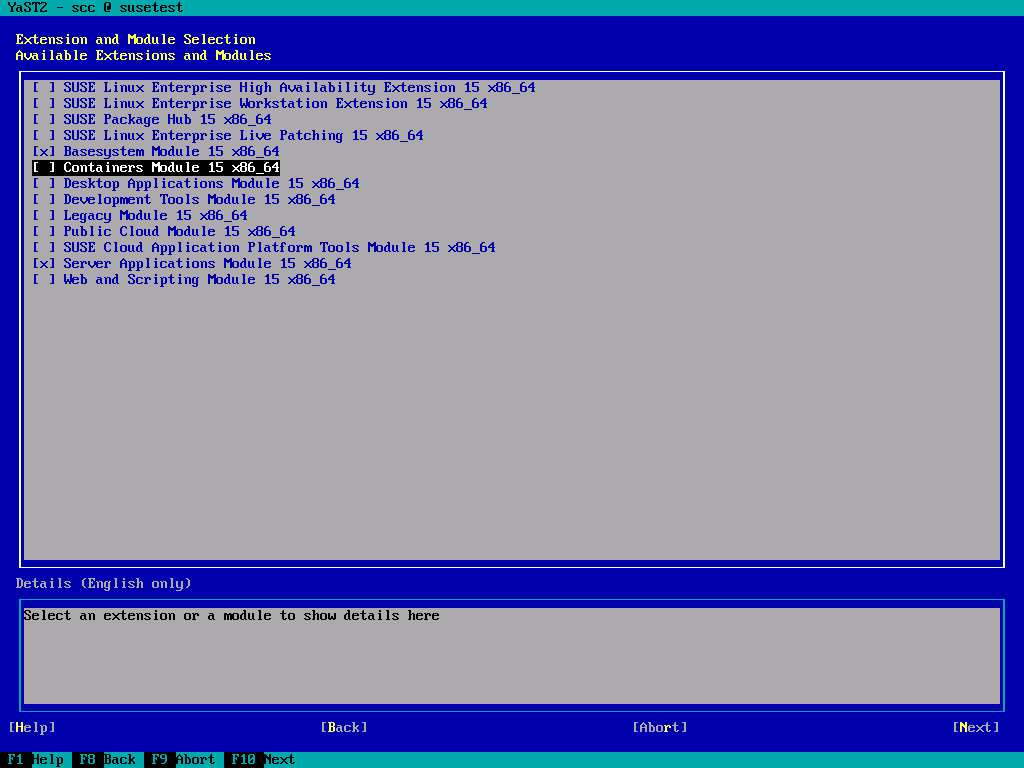 YaST2 - scc @ susetest
Extension and Module Selection
Available Extensions and Modules
[ ] SUSE Linux Enterprise High Availability Extension 15 x86_64
[ ] SUSE Linux Enterprise Workstation Extension 15 x86_64
[ ] SUSE Package Hub 15 x86_64
[ ] SUSE Linux Enterprise Live Patching 15 x86_64
[x] Basesystem Module 15 x86_64
[ ] Containers Module 15 x86_64
[ ] Desktop Applications Module 15 x86_64
[ ] Development Tools Module 15 x86_64
[ ] Legacy Module 15 x86_64
[ ] Public Cloud Module 15 x86_64
[ ] SUSE Cloud Application Platform Tools Module 15 x86_64
[x] Server Applications Module 15 x86_64
[ ] Web and Scripting Module 15 x86_64
Details (English only)
Select an extension or a module to show details here
[Help] [Back] [Abort] [Next]
F1 Help F8 Back F9 Abort F10 Next